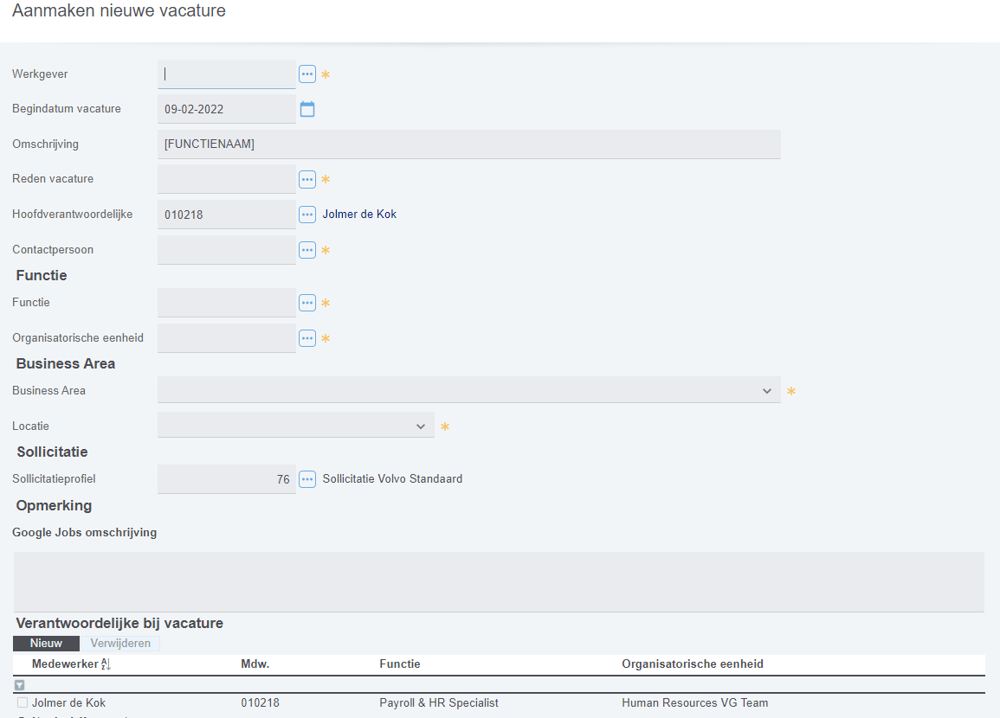 Aanmaken nieuwe vacature
Werkgever
Begindatum vacature 09-02-2022
Omschrijving [FUNCTIENAAM]
Reden vacature
Hoofdverantwoordelijke 010218 Jolmer de Kok
Contactpersoon
Functie
Functie
Organisatorische eenheid
Business Area
Business Area
Locatie
Sollicitatie
Sollicitatieprofiel 76 Sollicitatie Volvo Standaard
Opmerking
Google Jobs omschrijving
Verantwoordelijke bij vacature
Nieuw Verwijderen
Medewerker Mdw. Functie Organisatorische eenheid
Jolmer de Kok 010218 Payroll & HR Specialist Human Resources VG Team